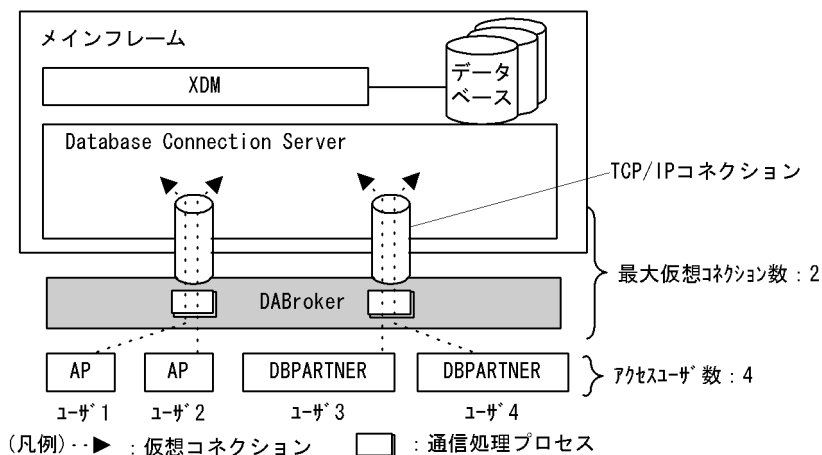 メインフレーム
XDM
データ
ベース
Database Connection Server
TCP/IPコネクション
最大仮想ｺﾈｸｼｮﾝ数：2
DABroker
AP
AP
DBPARTNER
DBPARTNER
ｱｸｾｽﾕｰｻﾞ数：4
ﾕｰｻﾞ1
ﾕｰｻﾞ2
ﾕｰｻﾞ3
ﾕｰｻﾞ4
(凡例)
：仮想コネクション
：通信処理プロセス